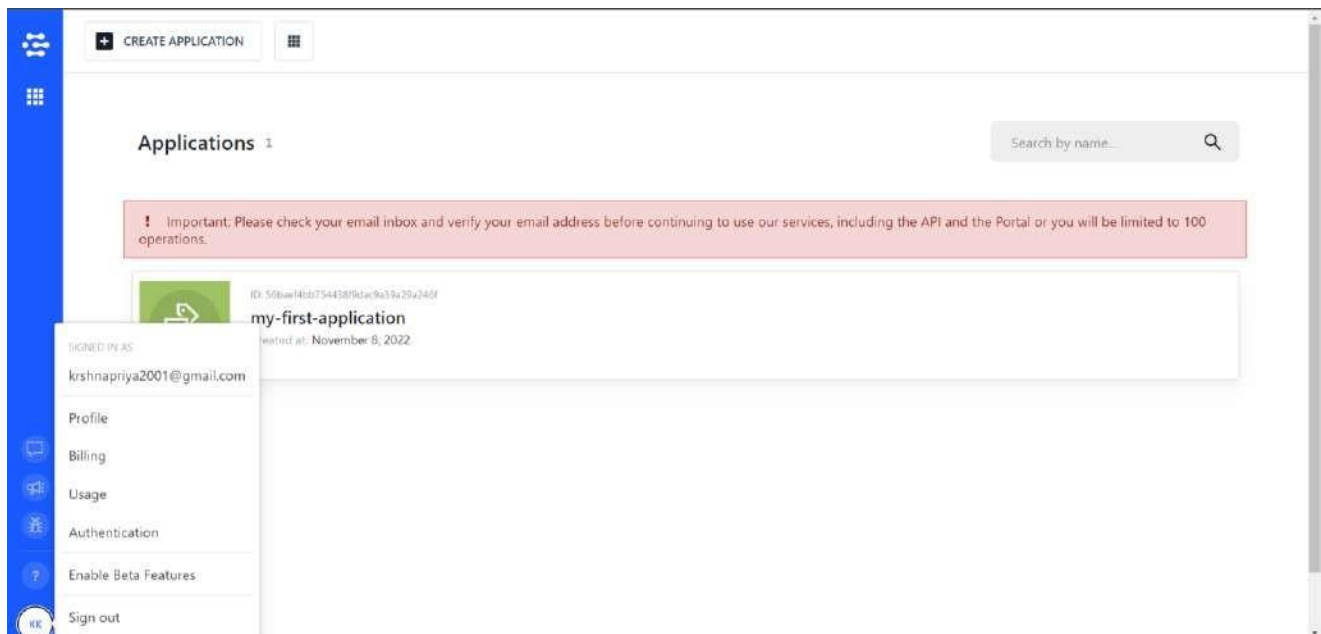 CREATE APPLICATION
Applications 1
Search by name...
! Important: Please check your email inbox and verify your email address before continuing to use our services, including the API and the Portal or you will be limited to 100
operations.
my-first-application
November 6, 2022
SIGNED IN AS
krshnapriya2001@gmail.com
Profile
Billing
Usage
Authentication
Enable Beta Features
? 
Sign out
KK